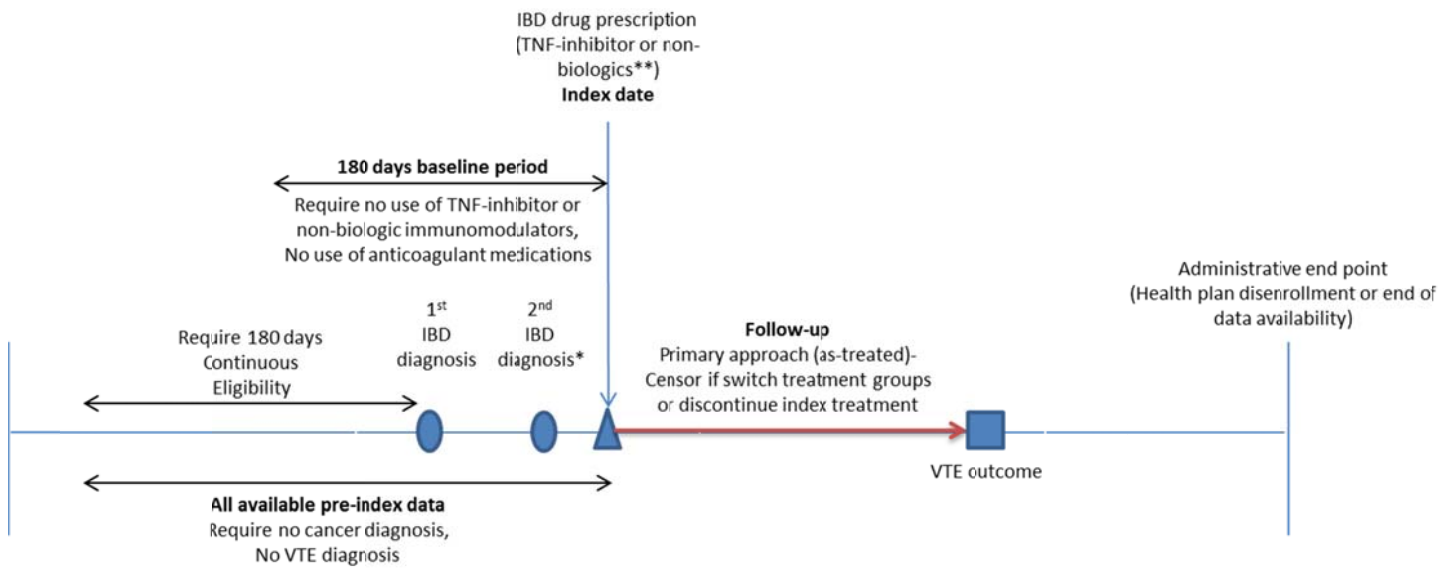 IBD drug prescription
(TNF-inhibitor or non-
biologics**)
Index date
180 days baseline period
Require no use of TNF-inhibitor or
non-biologic immunomodulators,
No use of anticoagulant medications
Require 180 days
Continuous
Eligibility
1st
IBD
diagnosis
2nd
IBD
diagnosis*
Follow-up
Primary approach (as-treated)-
Censor if switch treatment groups
or discontinue index treatment
Administrative end point
(Health plan disenrollment or end of
data availability)
VTE outcome
All available pre-index data
Require no cancer diagnosis,
No VTE diagnosis